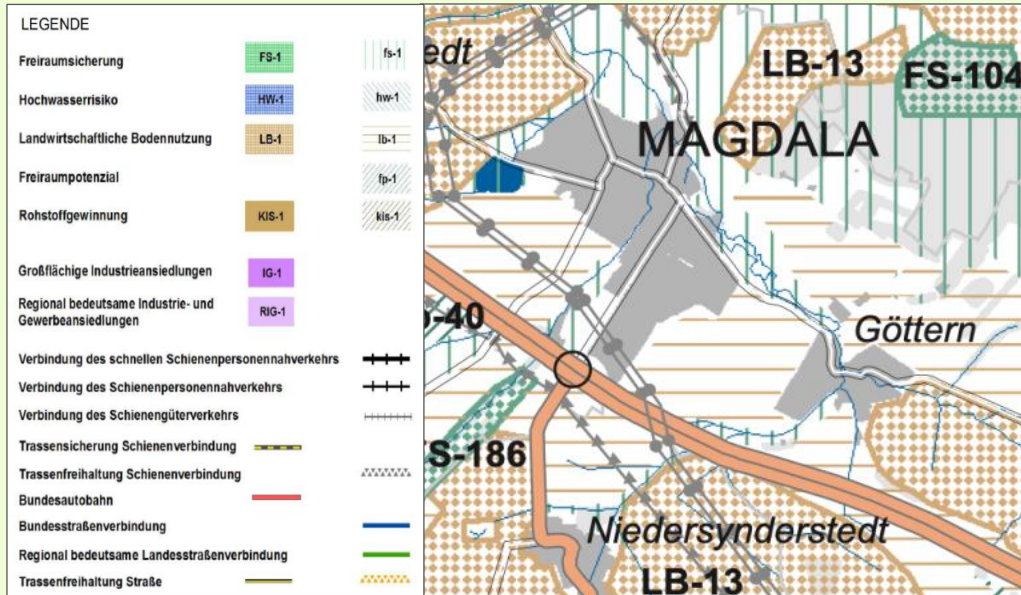 LEGENDE
Freiraumsicherung FS-1 fs-1
Hochwasserrisiko HW-1 hw-1
Landwirtschaftliche Bodennutzung LB-1 lb-1
Freiraumpotenzial fp-1
Rohstoffgewinnung KIS-1 kis-1
Großflächige Industrieansiedlungen IG-1
Regional bedeutsame Industrie- und
Gewerbeansiedlungen RIG-1
Verbindung des schnellen Schienenpersonennahverkehrs
Verbindung des Schienenpersonennahverkehrs
Verbindung des Schienengüterverkehrs
Trassensicherung Schienenverbindung
Trassenfreihaltung Schienenverbindung
Bundesautobahn
Bundesstraßenverbindung
Regional bedeutsame Landesstraßenverbindung
Trassenfreihaltung Straße
edt
LB-13
FS-104
MAGDALA
-40
Göttern
S-186
Niedersynderstedt
LB-13